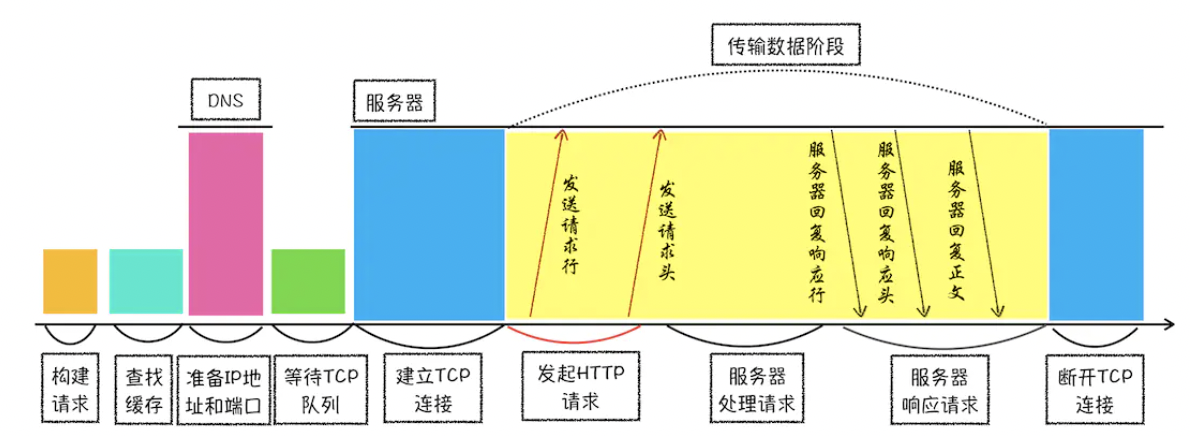 传输数据阶段
DNS
服务器
发送请求行
发送请求头
服务器回复响应行
服务器回复响应头
服务器回复正文
构建
请求
查找
缓存
准备IP地
址和端口
等待TCP
队列
建立TCP
连接
发起HTTP
请求
服务器
处理请求
服务器
响应请求
断开TCP
连接